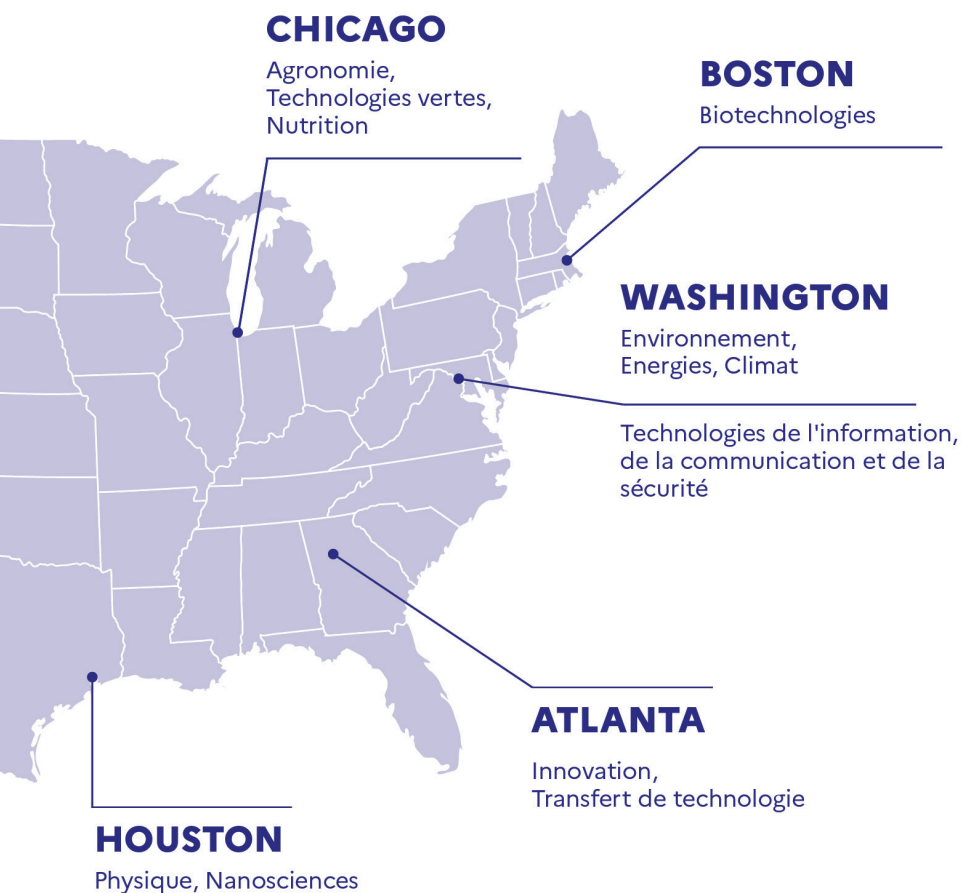 CHICAGO
Agronomie,
Technologies vertes,
Nutrition
BOSTON
Biotechnologies
WASHINGTON
Environnement,
Energies, Climat
Technologies de l'information,
de la communication et de la
sécurité
ATLANTA
Innovation,
Transfert de technologie
HOUSTON
Physique, Nanosciences